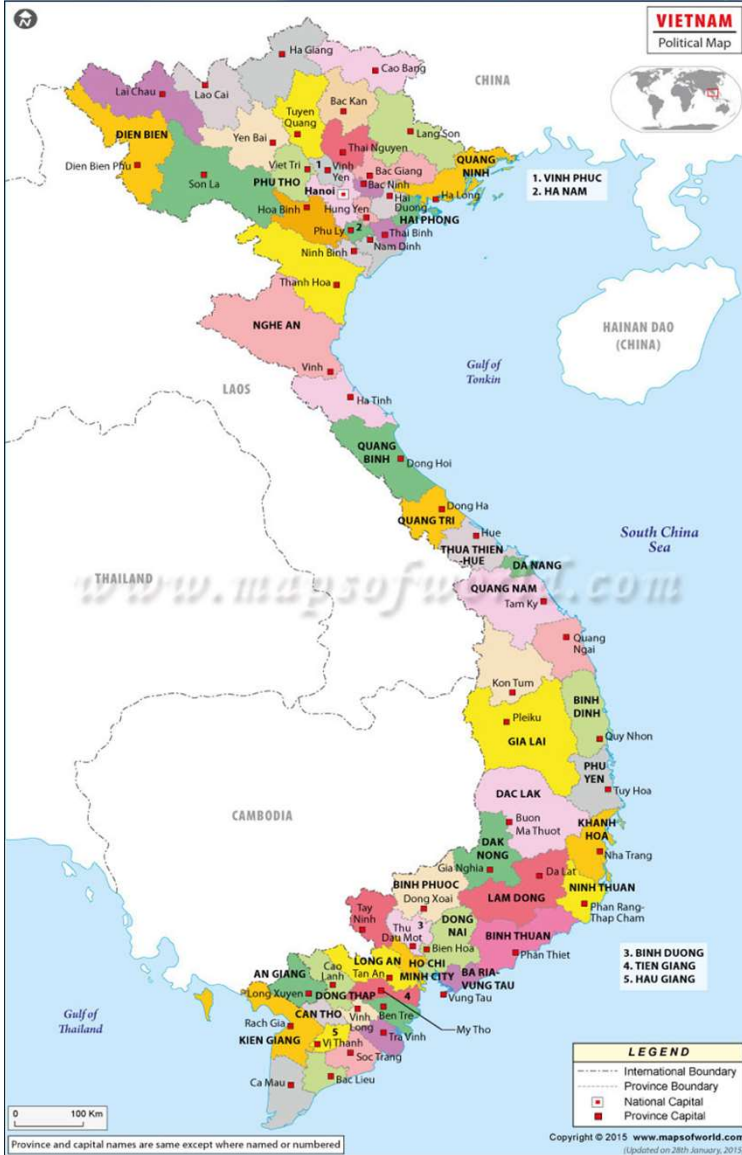 VIETNAM
Political Map
Ha Giang
Cao Bang
CHINA
Lai Chau
Lao Cai
Bac Kan
Tuyen
Quang
DIEN BIEN
Yen Bai
Lang Son
Thai Nguyen
QUANG
NINH
Dien Bien Phu
Viet Tri
1
Vinh
Yen
Bac Giang
Son La
PHU THO
Bac Ninh
Hanoi
Hai
Duong
Ha Long
1. VINH PHUC
2. HA NAM
Hoa Binh
Hung Yen
HAI PHONG
Phu Ly
2
Thai Binh
Nam Dinh
Ninh Binh
Thanh Hoa
NGHE AN
HAINAN DAO
(CHINA)
Vinh
Gulf of
Tonkin
LAOS
Ha Tinh
QUANG
BINH
Dong Hoi
Dong Ha
QUANG TRI
Hue
THUA THIEN
-HUE
South China
Sea
DA NANG
THAILAND
www.mapsofworld.com
QUANG NAM
Tam Ky
Quang
Ngai
Kon Tum
BINH
DINH
Pleiku
GIA LAI
Quy Nhon
PHU
YEN
DAC LAK
Tuy Hoa
CAMBODIA
Buon
Ma Thuot
KHANH
HOA
DAK
NONG
Nha Trang
Gia Nghia
Da Lat
BINH PHUOC
NINH THUAN
Dong Xoai
LAM DONG
Phan Rang-
Thap Cham
Tay
Ninh
Thu
Dau Mot
3
DONG
NAI
BINH THUAN
Bien Hoa
Phan Thiet
3. BINH DUONG
4. TIEN GIANG
5. HAU GIANG
LONG AN
HO CHI
MINH CITY
BA RIA-
VUNG TAU
AN GIANG
Cao
Lanh
Tan An
Long Xuyen
DONG THAP
4
Vung Tau
Gulf of
Thailand
CAN THO
Vinh
Long
Ben Tre
My Tho
Rach Gia
KIEN GIANG
5
Vi Thanh
Tra Vinh
Soc Trang
Ca Mau
Bac Lieu
LEGEND
International Boundary
Province Boundary
National Capital
Province Capital
0 100 Km
Province and capital names are same except where named or numbered
Copyright © 2015 www.mapsofworld.com
(Updated on 28th January, 2015)
N